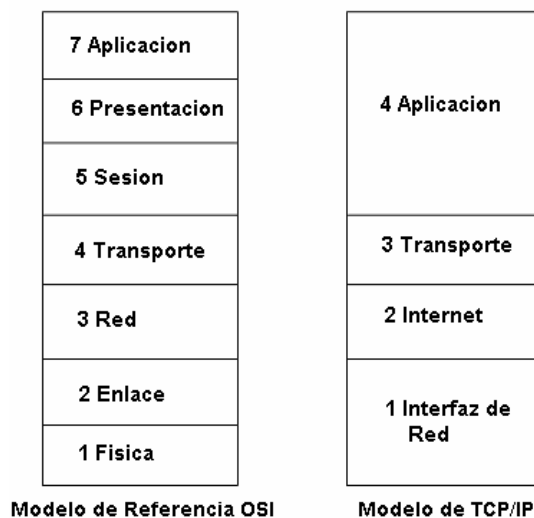 7 Aplicacion
6 Presentacion
5 Sesion
4 Transporte
3 Red
2 Enlace
1 Fisica
Modelo de Referencia OSI
4 Aplicacion
3 Transporte
2 Internet
1 Interfaz de
Red
Modelo de TCP/IP